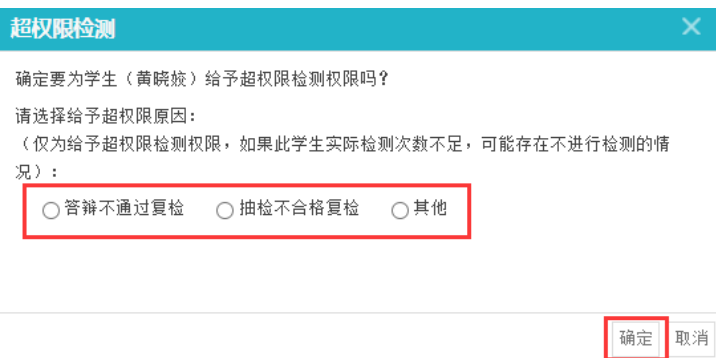 超权限检测
确定要为学生（黄晓姣）给予超权限检测权限吗？
请选择给予超权限原因：
（仅为给予超权限检测权限，如果此学生实际检测次数不足，可能存在不进行检测的情
况）：
答辩不通过复检 抽检不合格复检 其他
确定 取消